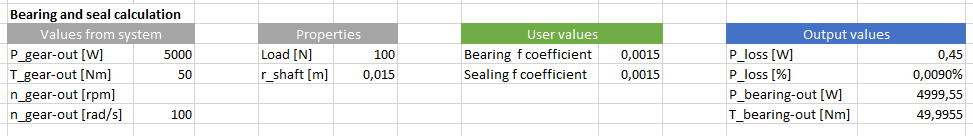 Bearing and seal calculation
Values from system Properties User values Output values
P_gear-out [W] 5000 Load [N] 100 Bearing f coefficient 0,0015 P_loss [W] 0,45
T_gear-out [Nm] 50 r_shaft [m] 0,015 Sealing f coefficient 0,0015 P_loss [%] 0,0090%
n_gear-out [rpm] P_bearing-out [W] 4999,55
n_gear-out [rad/s] 100 T_bearing-out [Nm] 49,9955